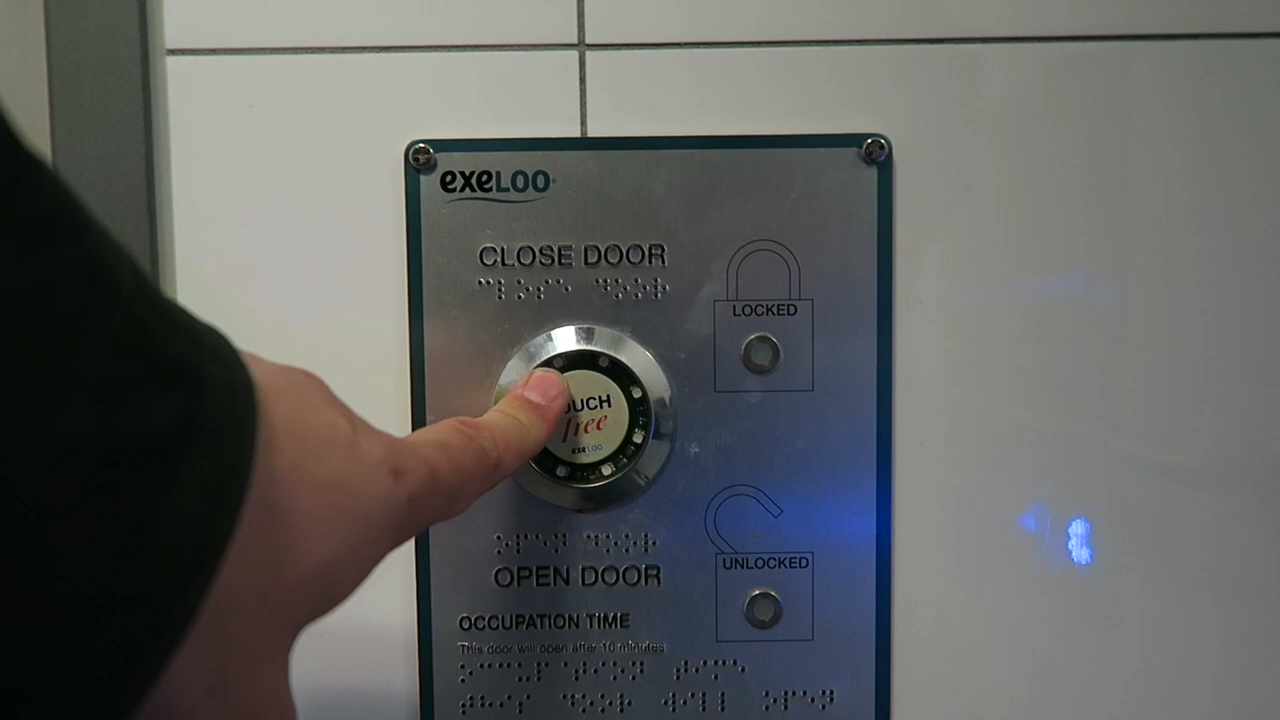 exeLOO
CLOSE DOOR
LOCKED
free
exeLOO
OPEN DOOR
UNLOCKED
OCCUPATION TIME
This door will open after 10 minutes